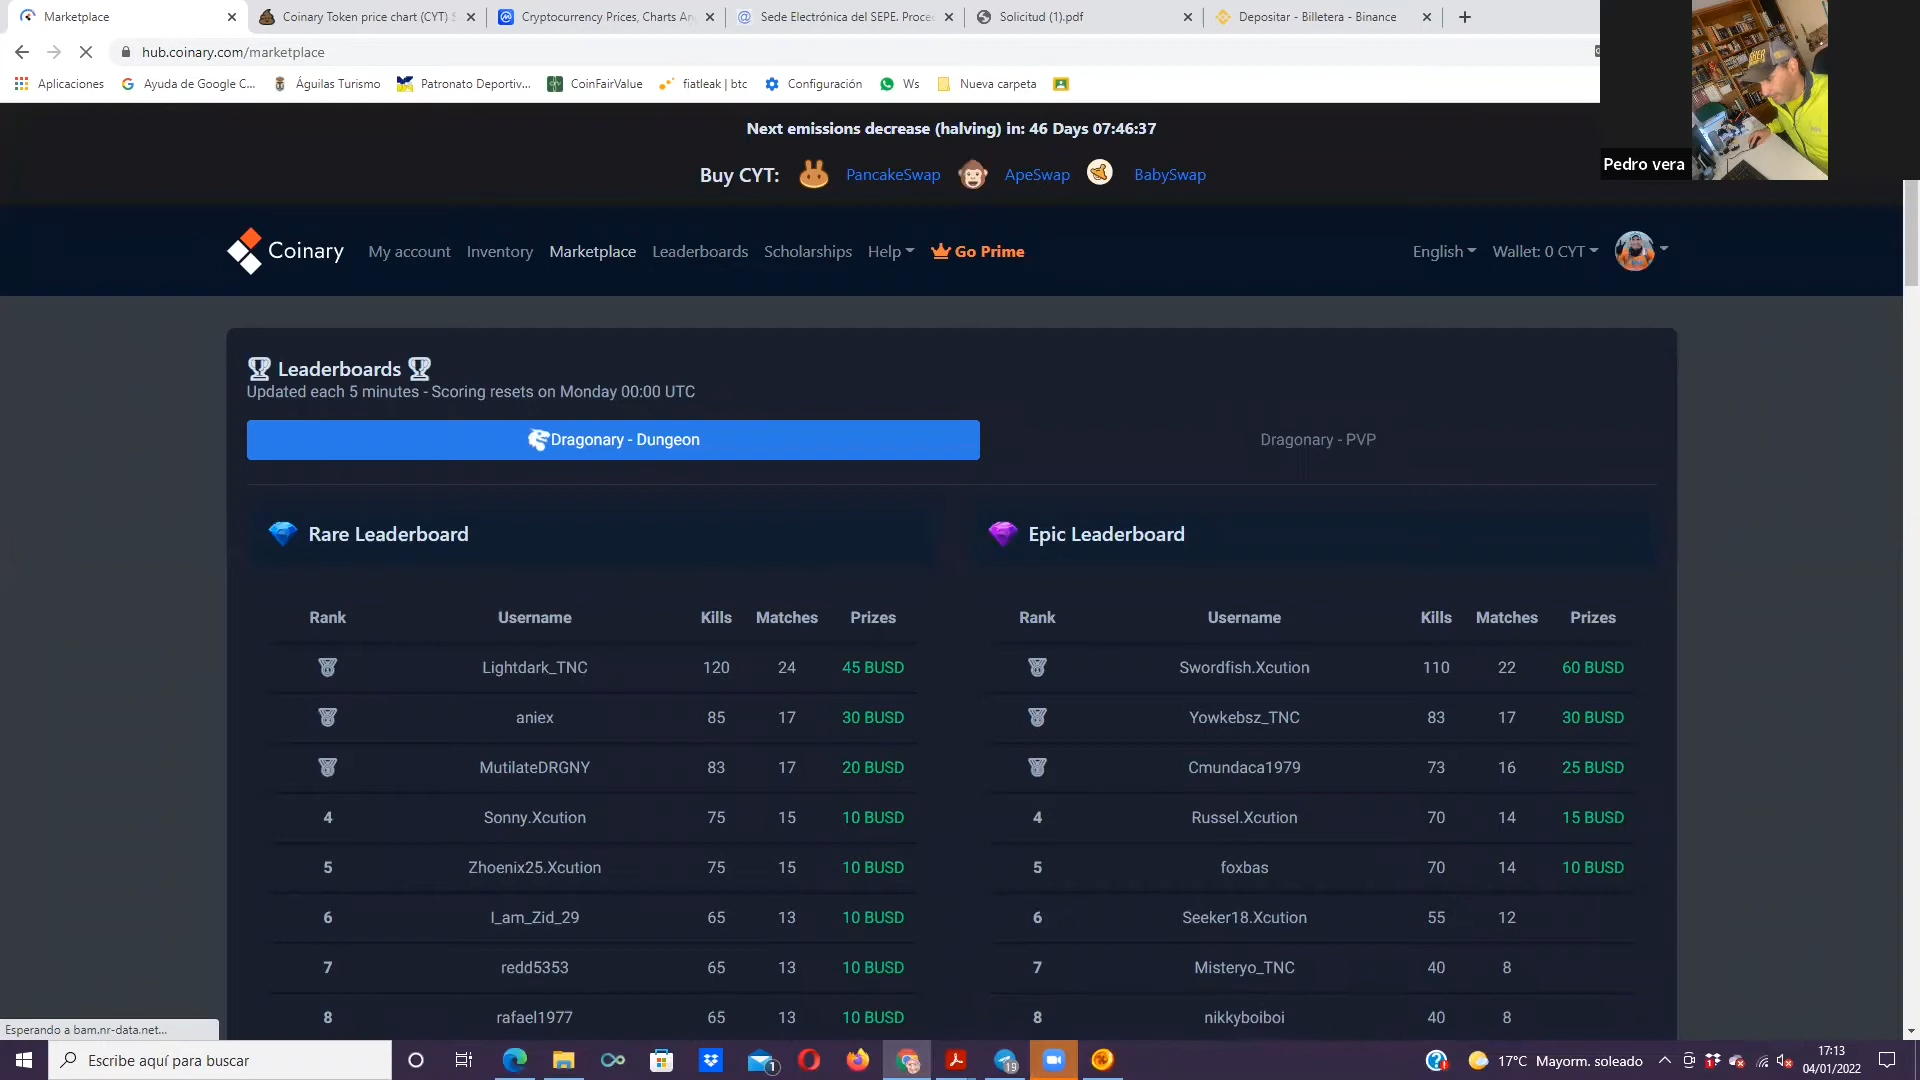 Marketplace
Coinary Token price chart (CYT) S
Cryptocurrency Prices, Charts An
Sede Electrónica del SEPE. Proced
Solicitud (1).pdf
Depositar - Billetera - Binance
hub.coinary.com/marketplace
Aplicaciones
Ayuda de Google C...
Águilas Turismo
Patronato Deportiv...
CoinFairValue
fiatleak | btc
Configuración
Ws
Nueva carpeta
Next emissions decrease (halving) in: 46 Days 07:46:37
Buy CYT: PancakeSwap ApeSwap BabySwap
Pedro vera
Coinary My account Inventory Marketplace Leaderboards Scholarships Help Go Prime English Wallet: 0 CYT
Leaderboards
Updated each 5 minutes - Scoring resets on Monday 00:00 UTC
Dragonary - Dungeon
Dragonary - PVP
Rare Leaderboard
Rank Username Kills Matches Prizes
Lightdark_TNC 120 24 45 BUSD
aniex 85 17 30 BUSD
MutilateDRGNY 83 17 20 BUSD
4 Sonny.Xcution 75 15 10 BUSD
5 Zhoenix25.Xcution 75 15 10 BUSD
6 I_am_Zid_29 65 13 10 BUSD
7 redd5353 65 13 10 BUSD
8 rafael1977 65 13 10 BUSD
Epic Leaderboard
Rank Username Kills Matches Prizes
Swordfish.Xcution 110 22 60 BUSD
Yowkebsz_TNC 83 17 30 BUSD
Cmundaca1979 73 16 25 BUSD
4 Russel.Xcution 70 14 15 BUSD
5 foxbas 70 14 10 BUSD
6 Seeker18.Xcution 55 12
7 Misteryo_TNC 40 8
8 nikkyboiboi 40 8
Esperando a bam.nr-data.net...
Escribe aquí para buscar
1
19
17°C Mayorm. soleado
17:13
04/01/2022